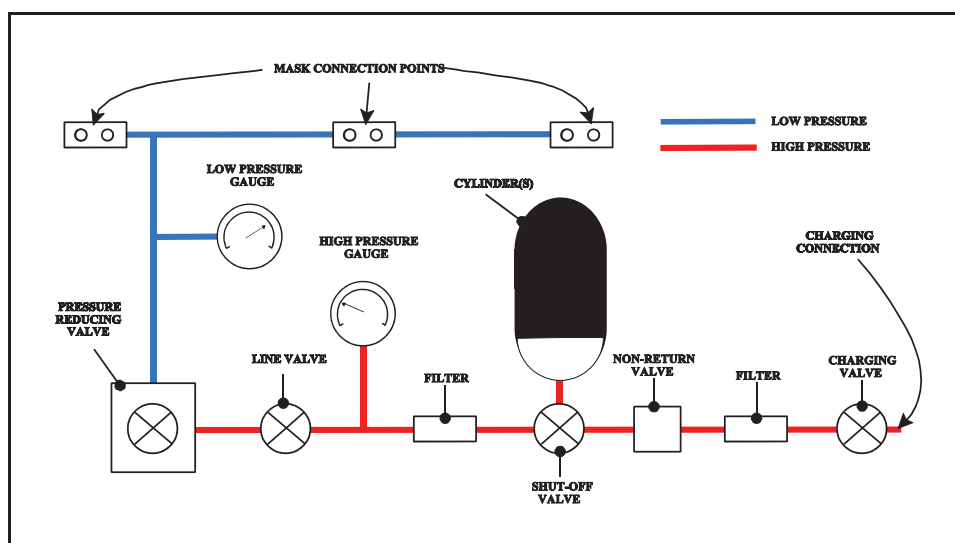 MASK CONNECTION POINTS
LOW PRESSURE
HIGH PRESSURE
LOW PRESSURE
GAUGE
CYLINDER(S)
HIGH PRESSURE
GAUGE
CHARGING
CONNECTION
PRESSURE
REDUCING
VALVE
LINE VALVE
FILTER
NON-RETURN
VALVE
FILTER
CHARGING
VALVE
SHUT-OFF
VALVE